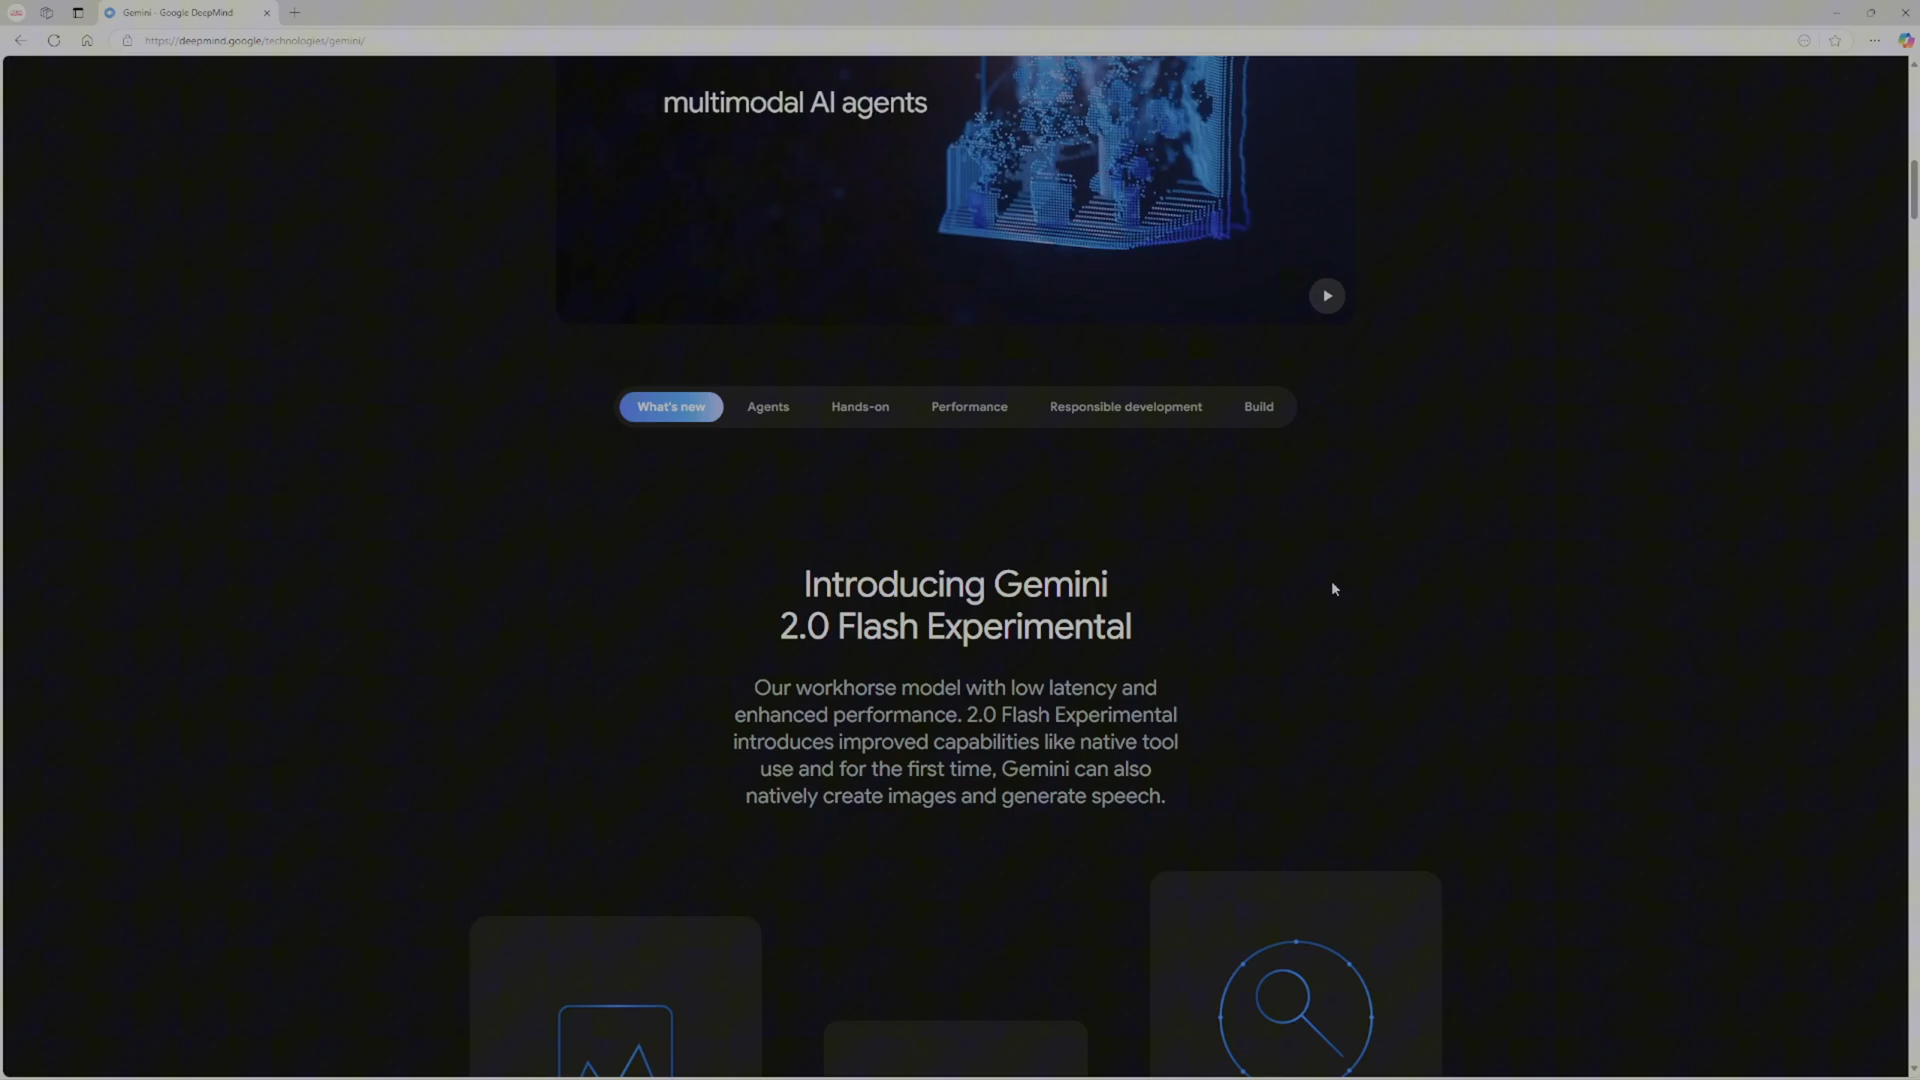 Gemini - Google DeepMind
https://deepmind.google/technologies/gemini/
multimodal AI agents
What's new
Agents
Hands-on
Performance
Responsible development
Build
Introducing Gemini
2.0 Flash Experimental
Our workhorse model with low latency and
enhanced performance. 2.0 Flash Experimental
introduces improved capabilities like native tool
use and for the first time, Gemini can also
natively create images and generate speech.